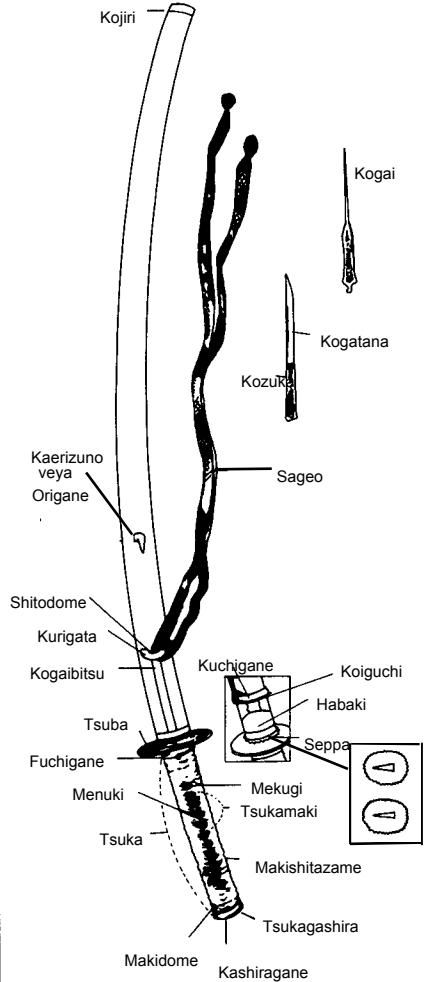 Kojiri
Kogai
Kogatana
Kozuka
Kaerizuno
veya
Origane
Sageo
Shitodome
Kurigata
Kogaibitsu
Kuchigane
Koiguchi
Habaki
Seppa
Tsuba
Fuchigane
Menuki
Mekugi
Tsukamaki
Tsuka
Makishitazame
Tsukagashira
Makidome
Kashiragane